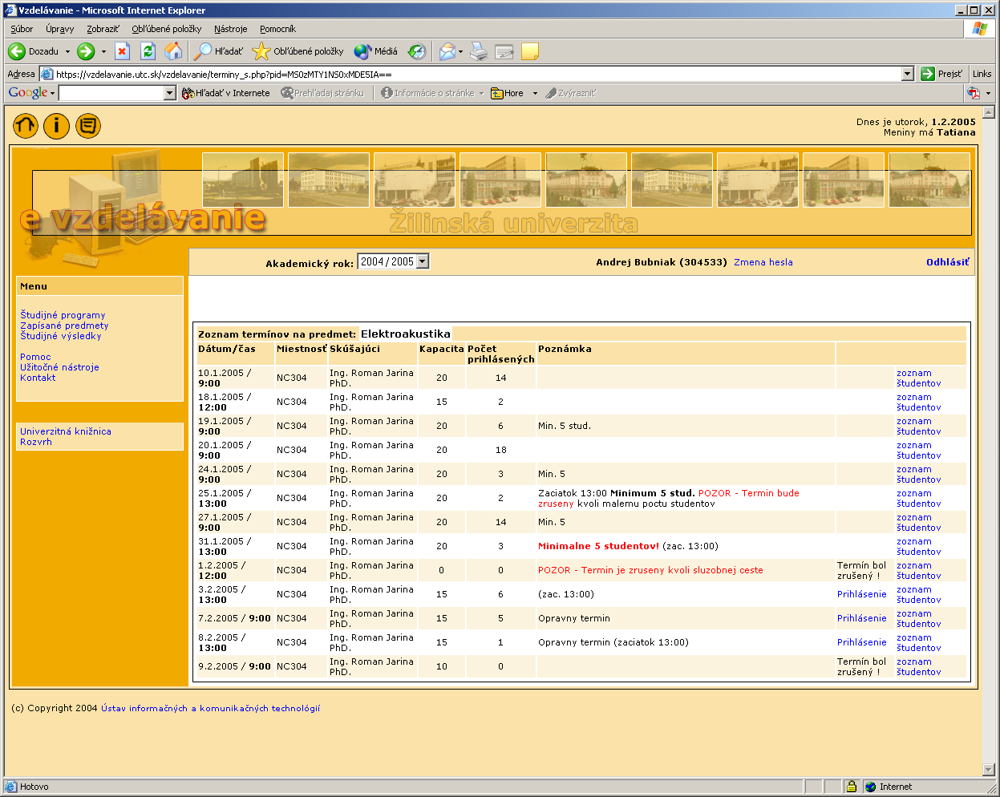 Vzdelávanie - Microsoft Internet Explorer
Súbor Úpravy Zobraziť Obľúbené položky Nástroje Pomocník
Dozadu Hľadať Obľúbené položky Médiá
Adresa https://vzdelavanie.utc.sk/vzdelavanie/terminy_s.php?pid=MS0zMTY1NS0xMDE5IA== Prejsť Links
Google Hľadať v Internete Prehľadaj stránku Informácie o stránke Hore Zvýrazniť
Dnes je utorok, 1.2.2005
Meniny má Tatiana
e vzdelávanie Žilinská univerzita
Akademický rok: 2004 / 2005 Andrej Bubniak (304533) Zmena hesla Odhlásiť
Menu
Študijné programy
Zapísané predmety
Študijné výsledky
Pomoc
Užitočné nástroje
Kontakt
Univerzitná knižnica
Rozvrh
Zoznam termínov na predmet: Elektroakustika
Dátum/čas Miestnosť Skúšajúci Kapacita Počet prihlásených Poznámka
10.1.2005 / 9:00 NC304 Ing. Roman Jarina PhD. 20 14 zoznam študentov
18.1.2005 / 12:00 NC304 Ing. Roman Jarina PhD. 15 2 zoznam študentov
19.1.2005 / 9:00 NC304 Ing. Roman Jarina PhD. 20 6 Min. 5 stud. zoznam študentov
20.1.2005 / 9:00 NC304 Ing. Roman Jarina PhD. 20 18 zoznam študentov
24.1.2005 / 9:00 NC304 Ing. Roman Jarina PhD. 20 3 Min. 5 zoznam študentov
25.1.2005 / 13:00 NC304 Ing. Roman Jarina PhD. 20 2 Zaciatok 13:00 Minimum 5 stud. POZOR - Termin bude zruseny kvoli malemu poctu studentov zoznam študentov
27.1.2005 / 9:00 NC304 Ing. Roman Jarina PhD. 20 14 Min. 5 zoznam študentov
31.1.2005 / 13:00 NC304 Ing. Roman Jarina PhD. 20 3 Minimalne 5 studentov! (zac. 13:00) zoznam študentov
1.2.2005 / 12:00 NC304 Ing. Roman Jarina PhD. 0 0 POZOR - Termin je zruseny kvoli sluzobnej ceste Termín bol zrušený ! zoznam študentov
3.2.2005 / 13:00 NC304 Ing. Roman Jarina PhD. 15 6 (zac. 13:00) Prihlásenie zoznam študentov
7.2.2005 / 9:00 NC304 Ing. Roman Jarina PhD. 15 5 Opravny termin Prihlásenie zoznam študentov
8.2.2005 / 13:00 NC304 Ing. Roman Jarina PhD. 15 1 Opravny termin (zaciatok 13:00) Prihlásenie zoznam študentov
9.2.2005 / 9:00 NC304 Ing. Roman Jarina PhD. 10 0 Termín bol zrušený ! zoznam študentov
(c) Copyright 2004 Ústav informačných a komunikačných technológií
Hotovo Internet